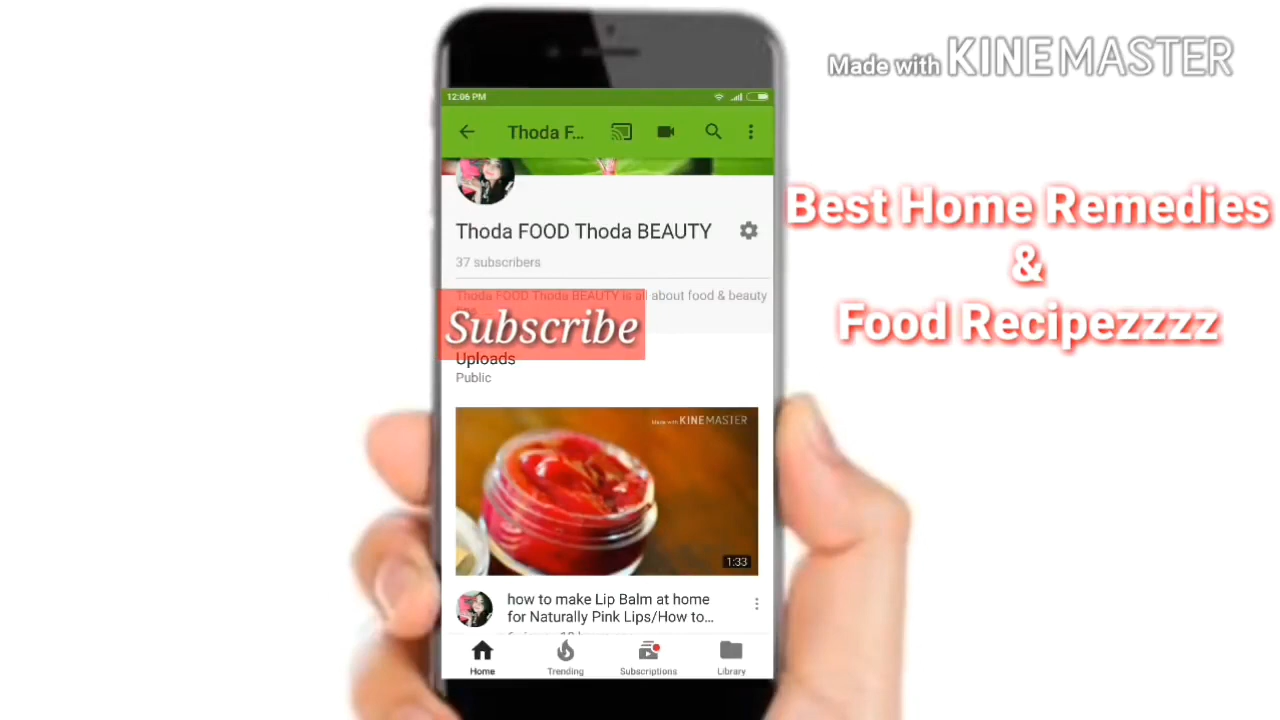 Made with KINEMASTER
12:06 PM
Thoda F...
Thoda FOOD Thoda BEAUTY
37 subscribers
Thoda FOOD Thoda BEAUTY is all about food & beauty
Subscribe
Uploads
Public
Made with KINEMASTER
1:33
how to make Lip Balm at home
for Naturally Pink Lips/How to...
Home
Trending
Subscriptions
Library
Best Home Remedies
&
Food Recipezzzz